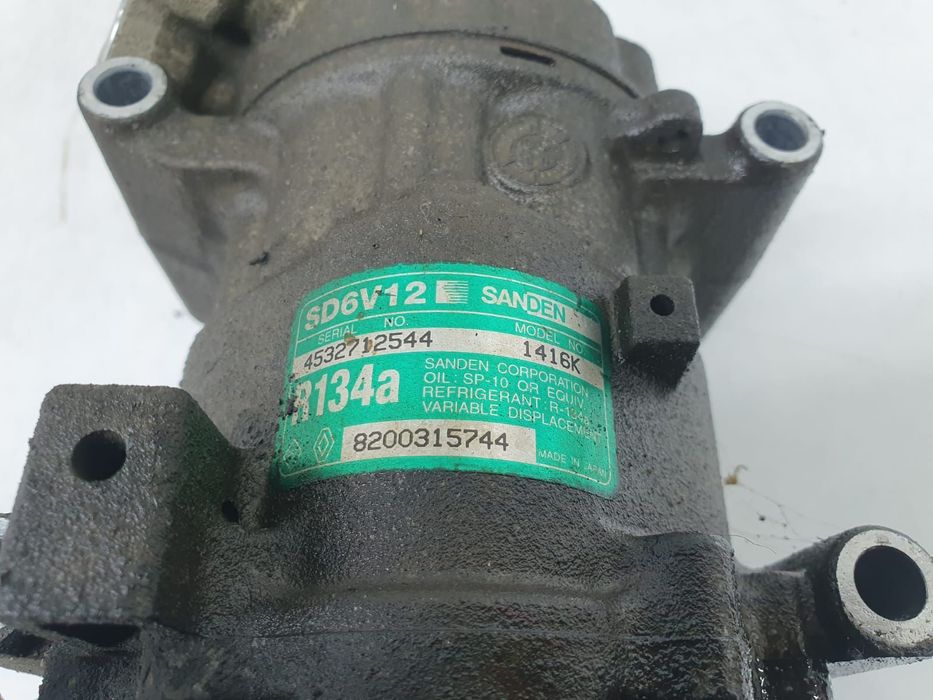 SD6V12 SANDEN
SERIAL NO. MODEL NO.
4532712544 1416K
R134a
SANDEN CORPORATION
OIL: SP-10 OR EQUIV.
REFRIGERANT: R-134a
VARIABLE DISPLACEMENT
8200315744
MADE IN JAPAN